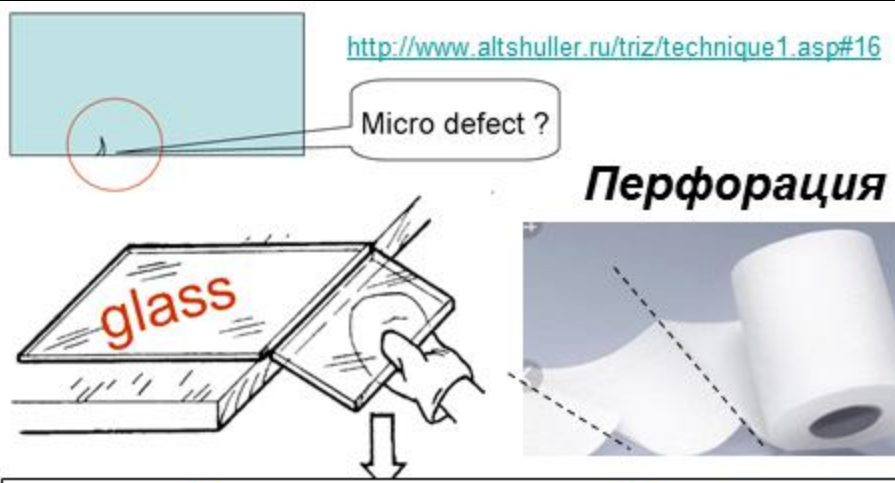 http://www.altshuller.ru/triz/technique1.asp#16
Micro defect ?
Перфорация
glass